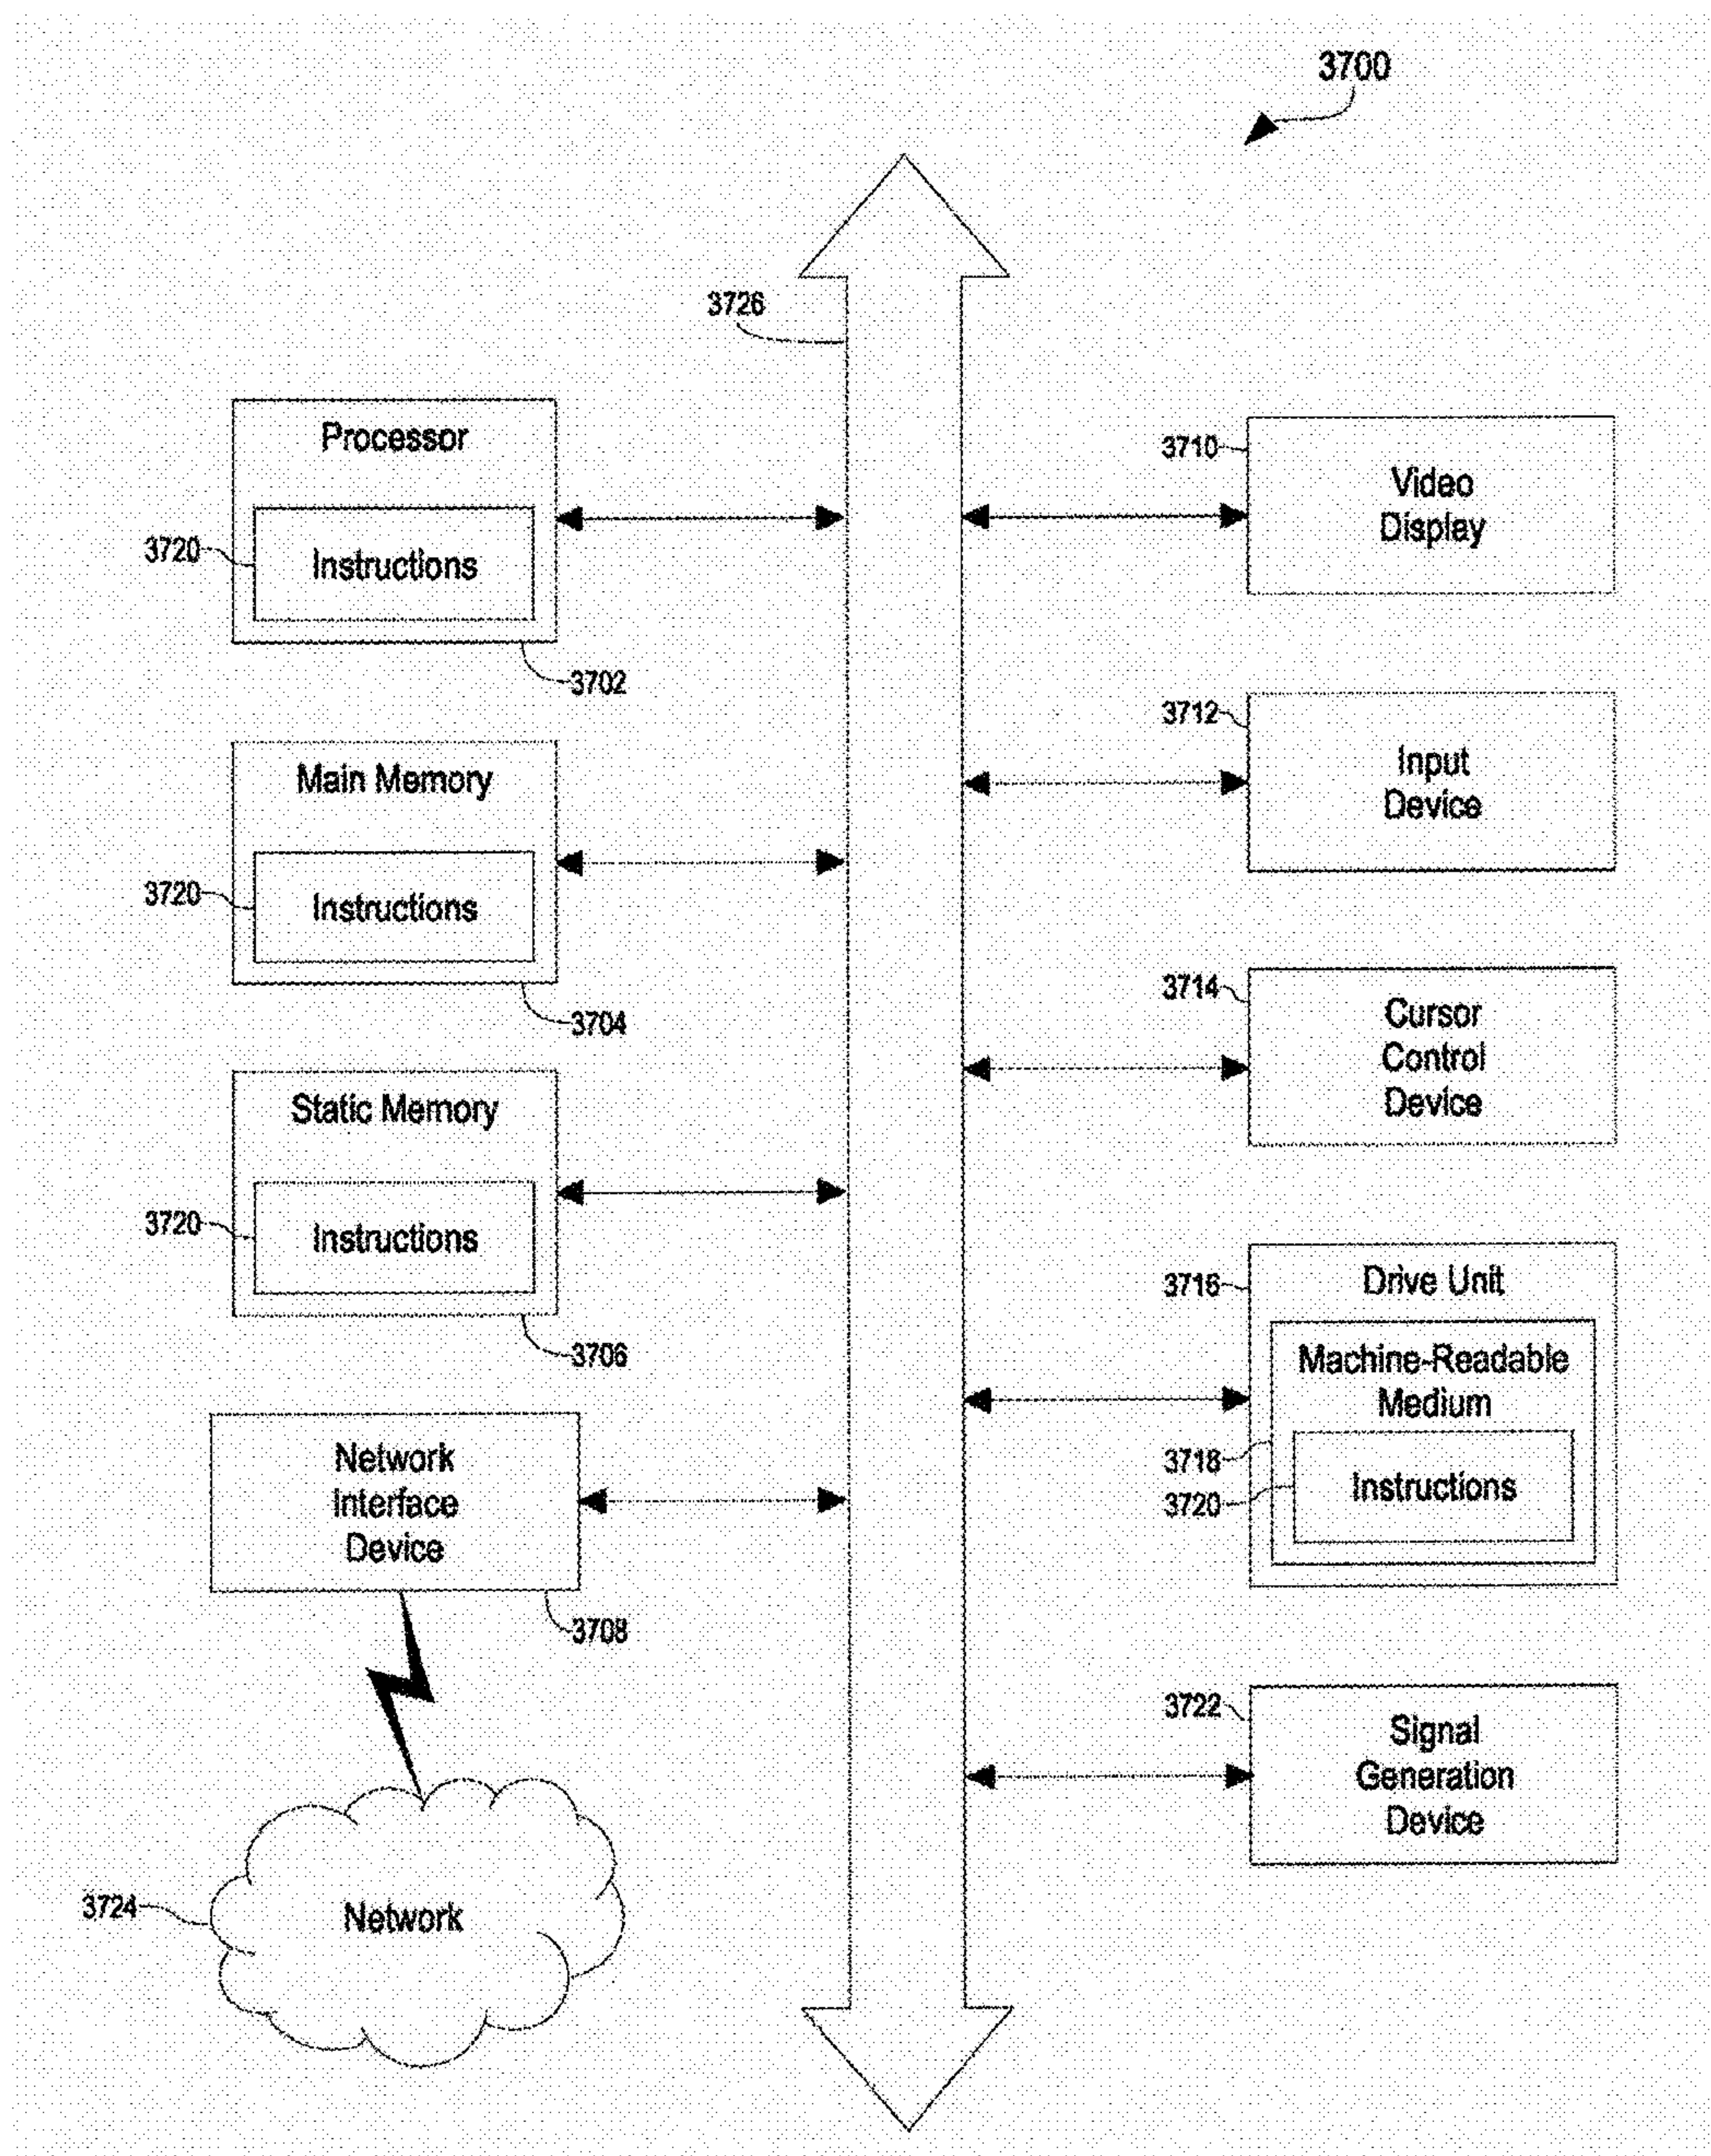 3700
3726
Processor
3720
Instructions
3702
Main Memory
3720
Instructions
3704
Static Memory
3720
Instructions
3706
Network
Interface
Device
3708
3724
Network
3710
Video
Display
3712
Input
Device
3714
Cursor
Control
Device
3716
Drive Unit
Machine-Readable
Medium
3718
3720
Instructions
3722
Signal
Generation
Device